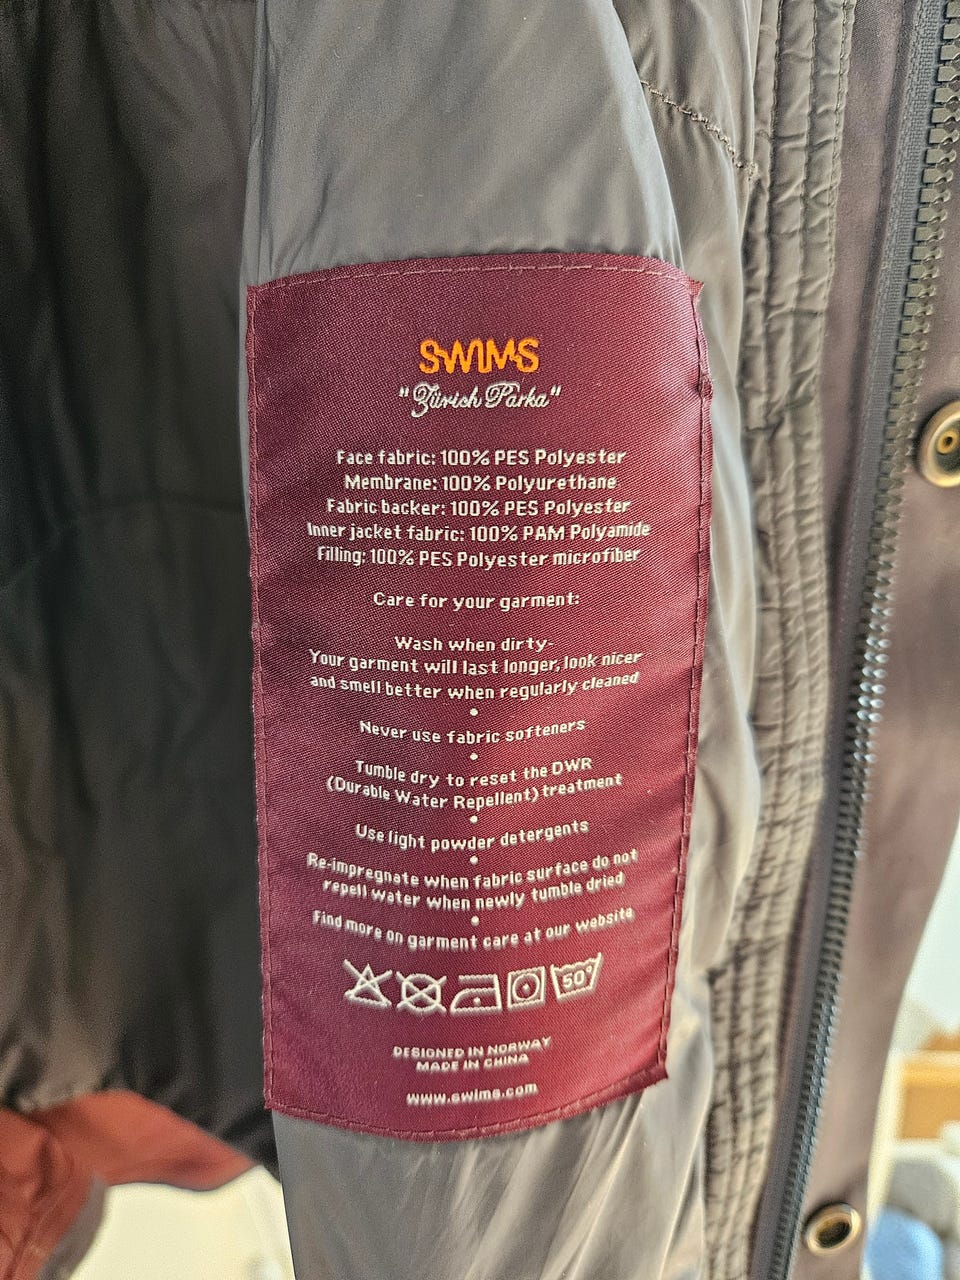 SWIMS
"Zürich Parka"
Face fabric: 100% PES Polyester
Membrane: 100% Polyurethane
Fabric backer: 100% PES Polyester
Inner jacket fabric: 100% PAM Polyamide
Filling: 100% PES Polyester microfiber
Care for your garment:
Wash when dirty-
Your garment will last longer, look nicer
and smell better when regularly cleaned
•
Never use fabric softeners
•
Tumble dry to reset the DWR
(Durable Water Repellent) treatment
•
Use light powder detergents
•
Re-impregnate when fabric surface do not
repell water when newly tumble dried
•
Find more on garment care at our website
50°
DESIGNED IN NORWAY
MADE IN CHINA
www.swims.com